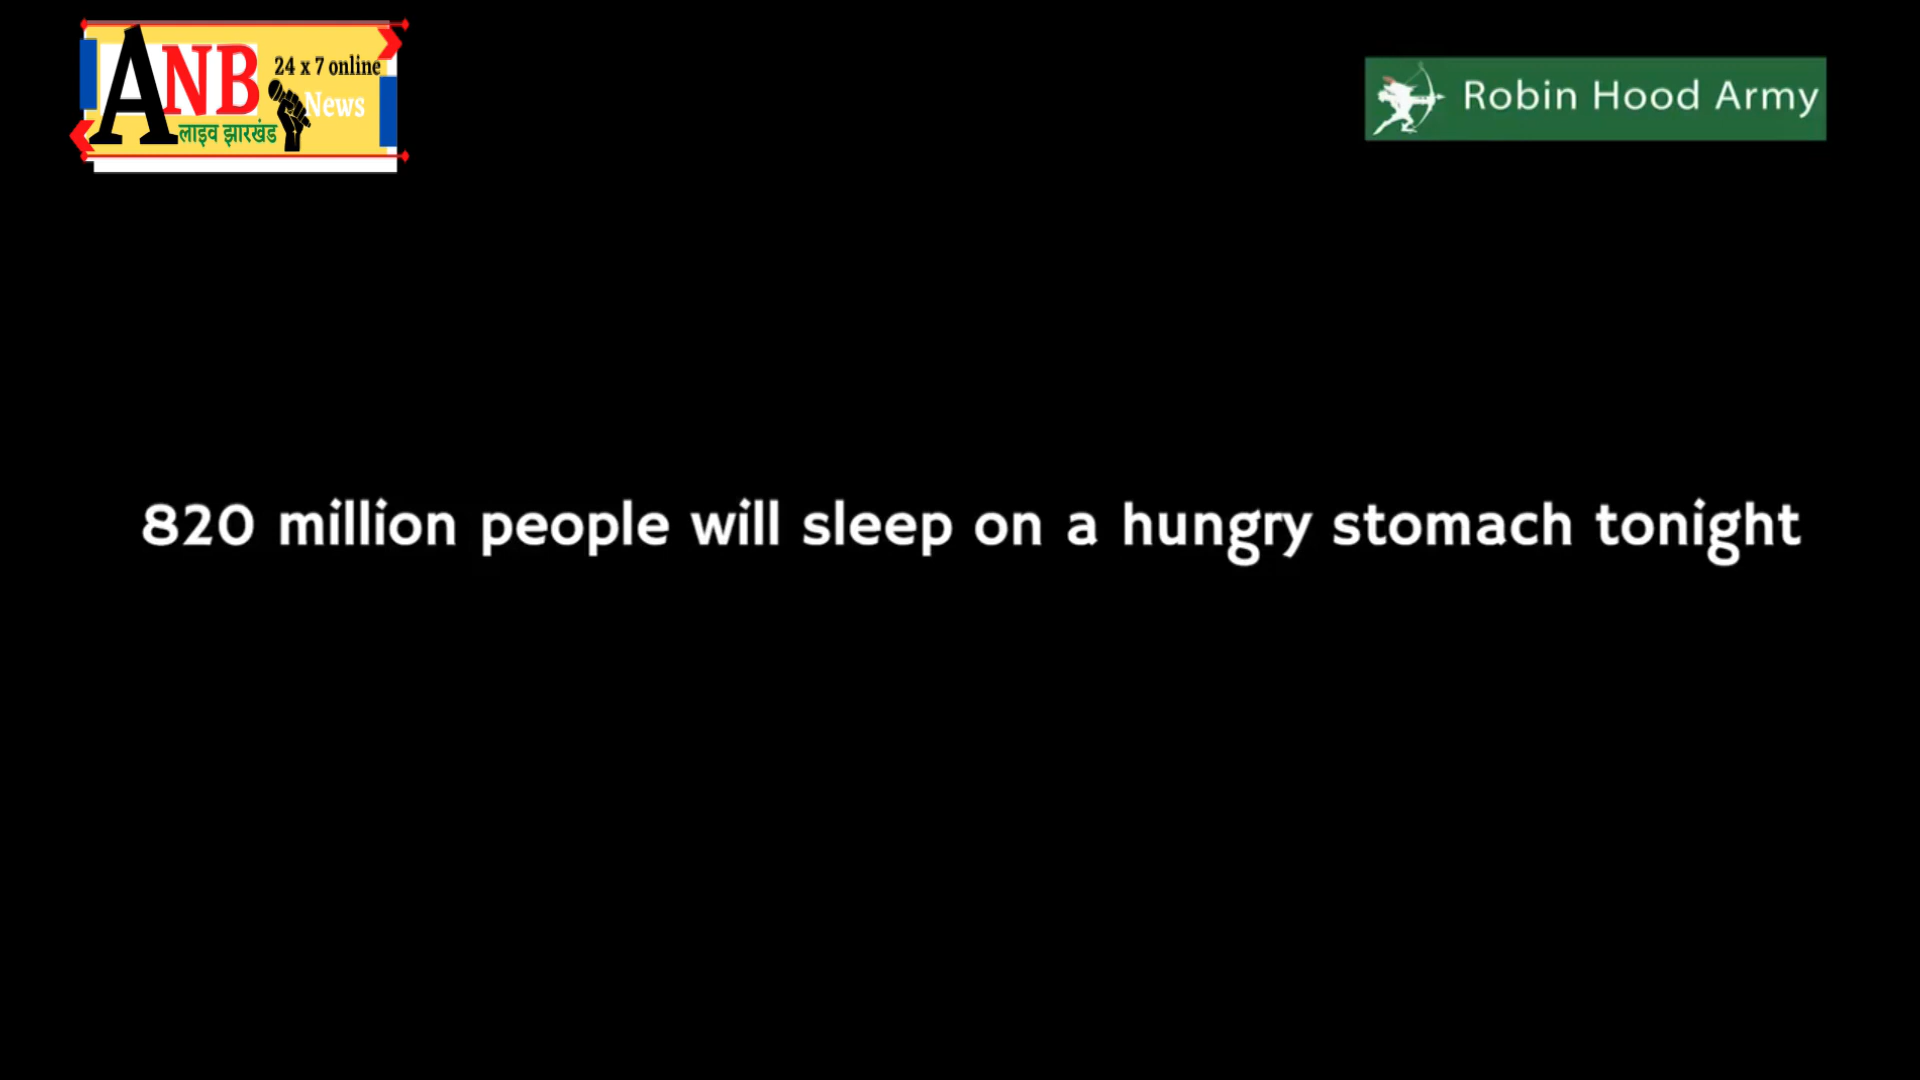 ANB
24 x 7 online
News
लाइव झारखंड
Robin Hood Army
820 million people will sleep on a hungry stomach tonight